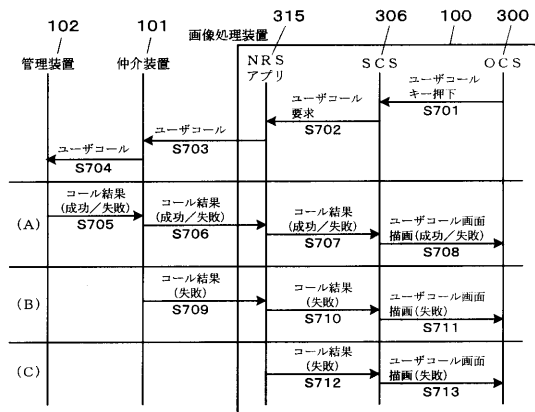 102 101 315 306 100 300
画像処理装置
管理装置 仲介装置 NRS SCS OCS
アプリ
ユーザコール
キー押下
S701
ユーザコール
要求
S702
ユーザコール
S703
ユーザコール
S704
(A)
コール結果
(成功/失敗)
S705
コール結果
(成功/失敗)
S706
コール結果
(成功/失敗)
S707
ユーザコール画面
描画(成功/失敗)
S708
(B)
コール結果
(失敗)
S709
コール結果
(失敗)
S710
ユーザコール画面
描画(失敗)
S711
(C)
コール結果
(失敗)
S712
ユーザコール画面
描画(失敗)
S713